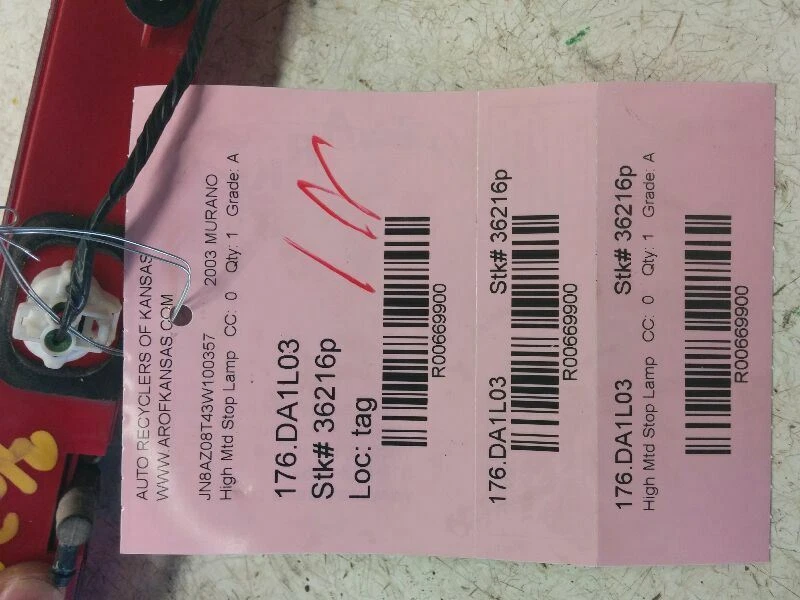 AUTO RECYCLERS OF KANSAS
WWW.AROFKANSAS.COM
JN8AZ08T43W100357 2003 MURANO
High Mtd Stop Lamp CC: 0 Qty: 1 Grade: A
176.DA1L03
Stk# 36216p
Loc: tag
R00669900
176.DA1L03 Stk# 36216p
R00669900
176.DA1L03 Stk# 36216p
High Mtd Stop Lamp CC: 0 Qty: 1 Grade: A
R00669900